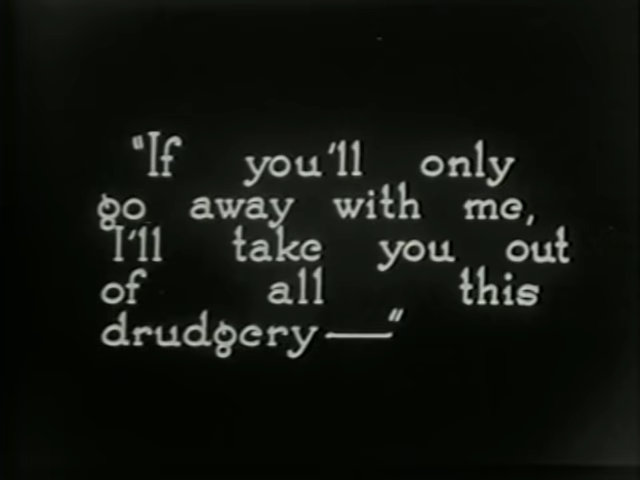 "If you'll only
go away with me,
I'll take you out
of all this
drudgery—"